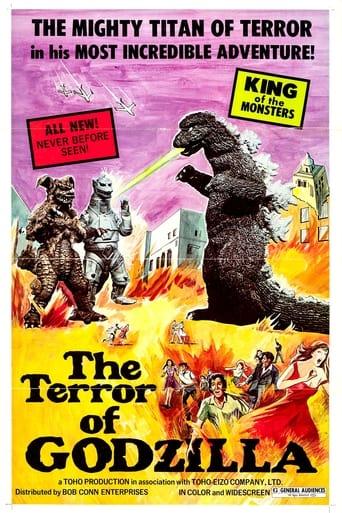 THE MIGHTY TITAN OF TERROR
in his MOST INCREDIBLE ADVENTURE!
KING
of the
MONSTERS
ALL NEW!
NEVER BEFORE
SEEN!
The
Terror
of
GODZILLA
a TOHO PRODUCTION in association with TOHO-EIZO COMPANY, LTD.
Distributed by BOB CONN ENTERPRISES
IN COLOR and WIDESCREEN
G GENERAL AUDIENCES